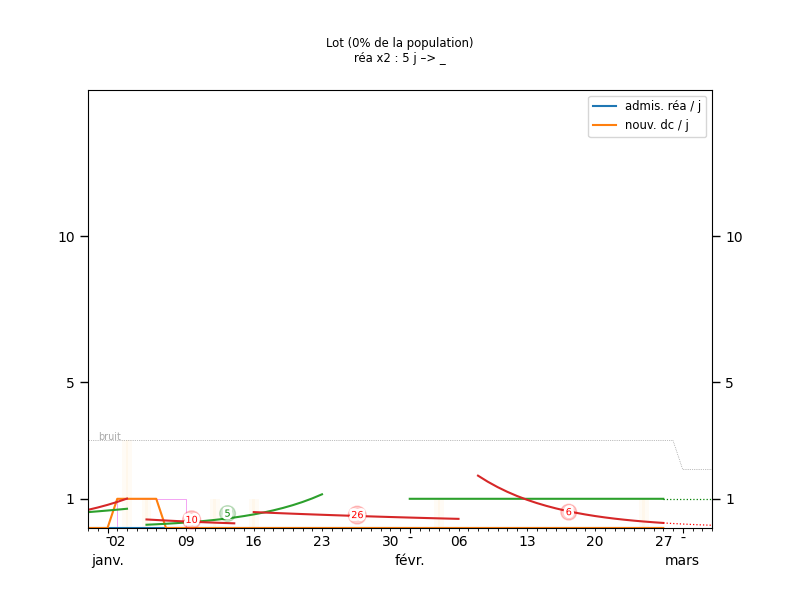 Lot (0% de la population)
réa x2 : 5 j –> _
admis. réa / j
nouv. dc / j
10
10
5
5
bruit
1
1
10
5
26
6
02
09
16
23
30
06
13
20
27
janv.
févr.
mars